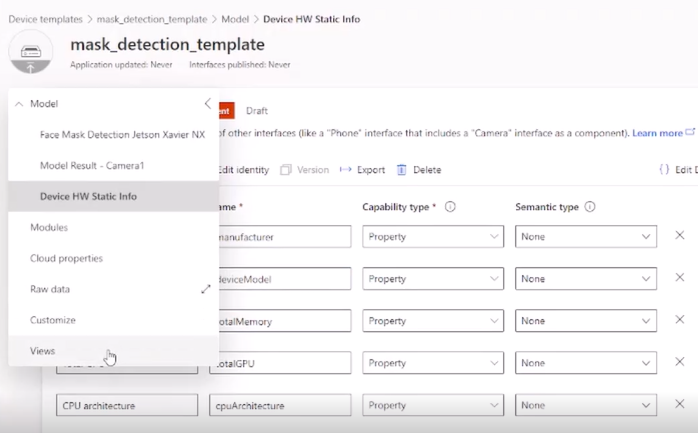 Device templates > mask_detection_template > Model > Device HW Static Info
mask_detection_template
Application updated: Never Interfaces published: Never
Model
Draft
Face Mask Detection Jetson Xavier NX
of other interfaces (like a "Phone" interface that includes a "Camera" interface as a component). Learn more
Model Result - Camera1
Edit identity Version Export Delete Edit
Device HW Static Info
Capability type * Semantic type
Modules
manufacturer Property None
Cloud properties
deviceModel Property None
Raw data
totalMemory Property None
Customize
Views
totalGPU Property None
CPU architecture cpuArchitecture Property None